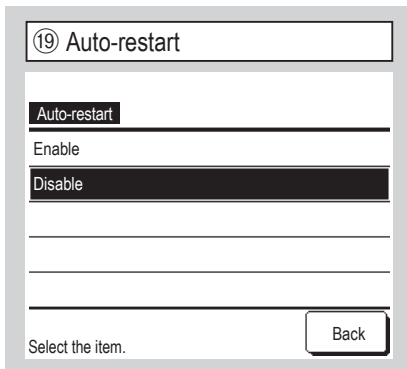 ⑲ Auto-restart
Auto-restart
Enable
Disable
Select the item.
Back